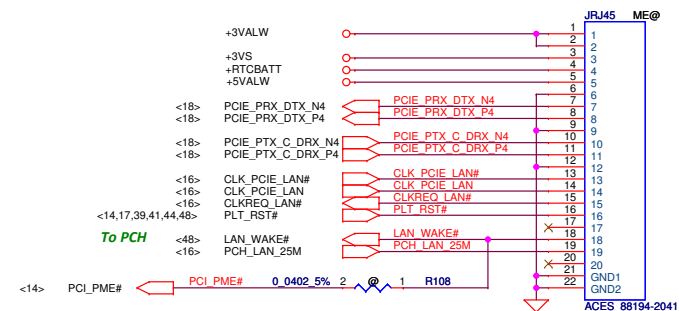 JRJ45 ME@
+3VALW 1 1
2 2
+3VS 3 3
+RTCBATT 4 4
+5VALW 5 5
6 6
<18> PCIE_PRX_DTX_N4 PCIE_PRX_DTX_N4 7 7
<18> PCIE_PRX_DTX_P4 PCIE_PRX_DTX_P4 8 8
9 9
<18> PCIE_PTX_C_DRX_N4 PCIE_PTX_C_DRX_N4 10 10
<18> PCIE_PTX_C_DRX_P4 PCIE_PTX_C_DRX_P4 11 11
12 12
<16> CLK_PCIE_LAN# CLK_PCIE_LAN# 13 13
<16> CLK_PCIE_LAN CLK_PCIE_LAN 14 14
<16> CLKREQ_LAN# CLKREQ_LAN# 15 15
<14,17,39,41,44,48> PLT_RST# PLT_RST# 16 16
17 17
To PCH <48> LAN_WAKE# LAN_WAKE# 18 18
<16> PCH_LAN_25M PCH_LAN_25M 19 19
20 20
21 GND1
22 GND2
<14> PCI_PME# PCI_PME# 0_0402_5% 2 @ 1 R108
ACES 88194-2041